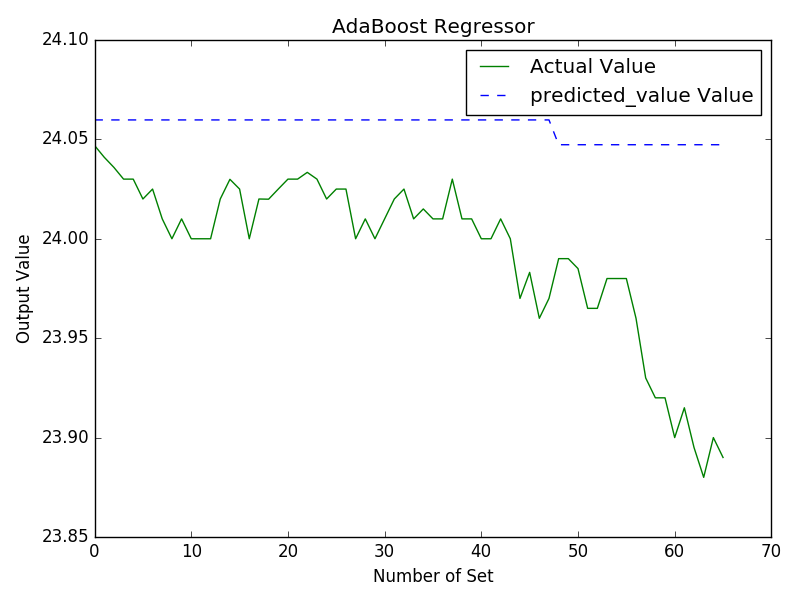 AdaBoost Regressor
Actual Value
predicted_value Value
24.10
24.05
24.00
23.95
23.90
23.85
Output Value
0 10 20 30 40 50 60 70
Number of Set